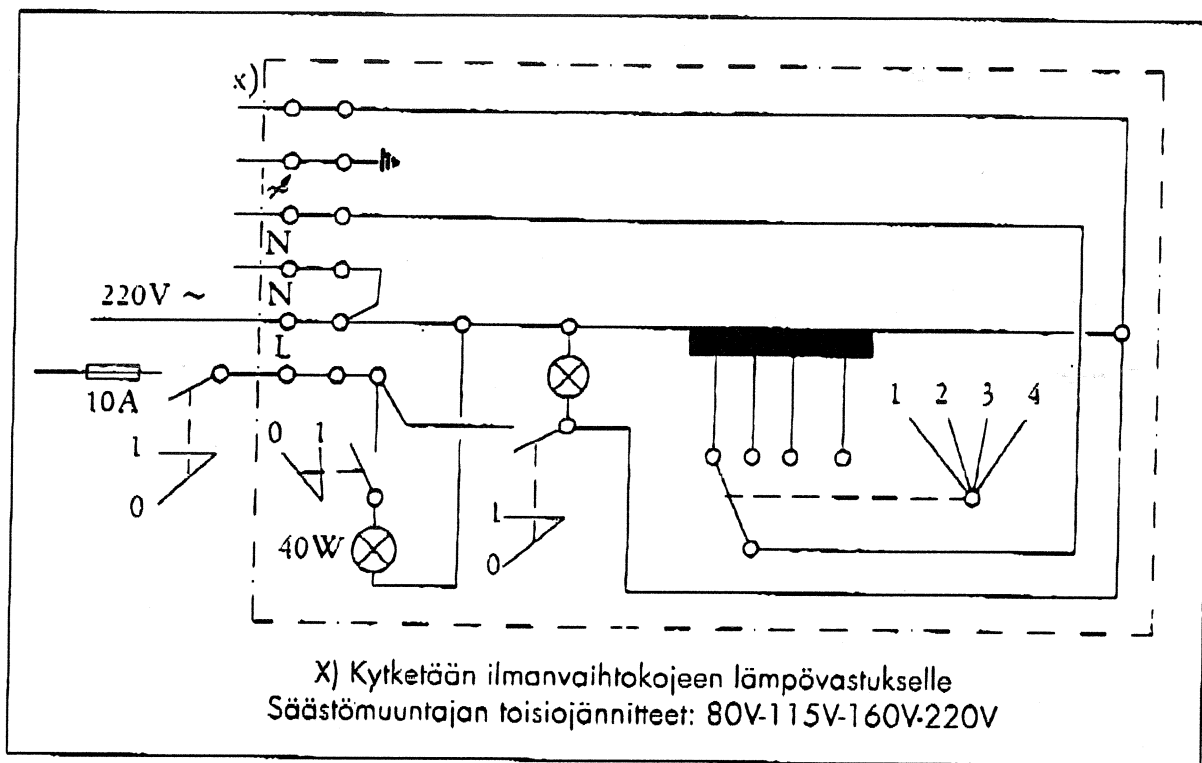 x)
N
N
220V ~
L
10A
1
0
0 1
40W
1
0
1 2 3 4
X) Kytketään ilmanvaihtokojeen lämpövastukselle
Säästömuuntajan toisiojännitteet: 80V-115V-160V-220V